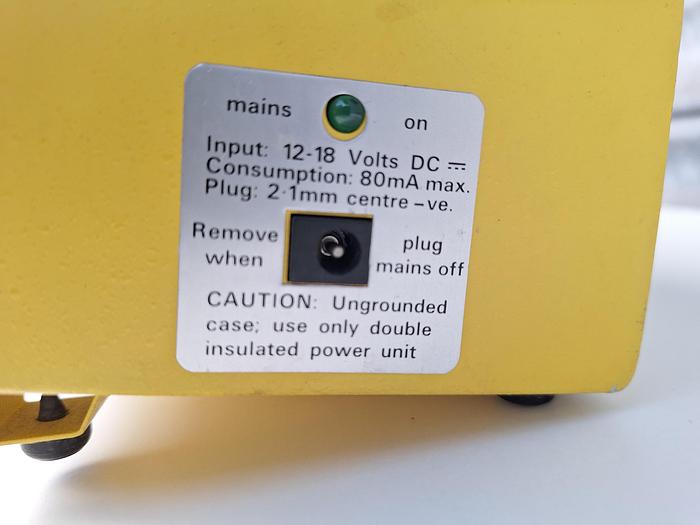 mains on
Input: 12-18 Volts DC ⎓
Consumption: 80mA max.
Plug: 2·1mm centre -ve.
Remove plug
when mains off
CAUTION: Ungrounded
case; use only double
insulated power unit